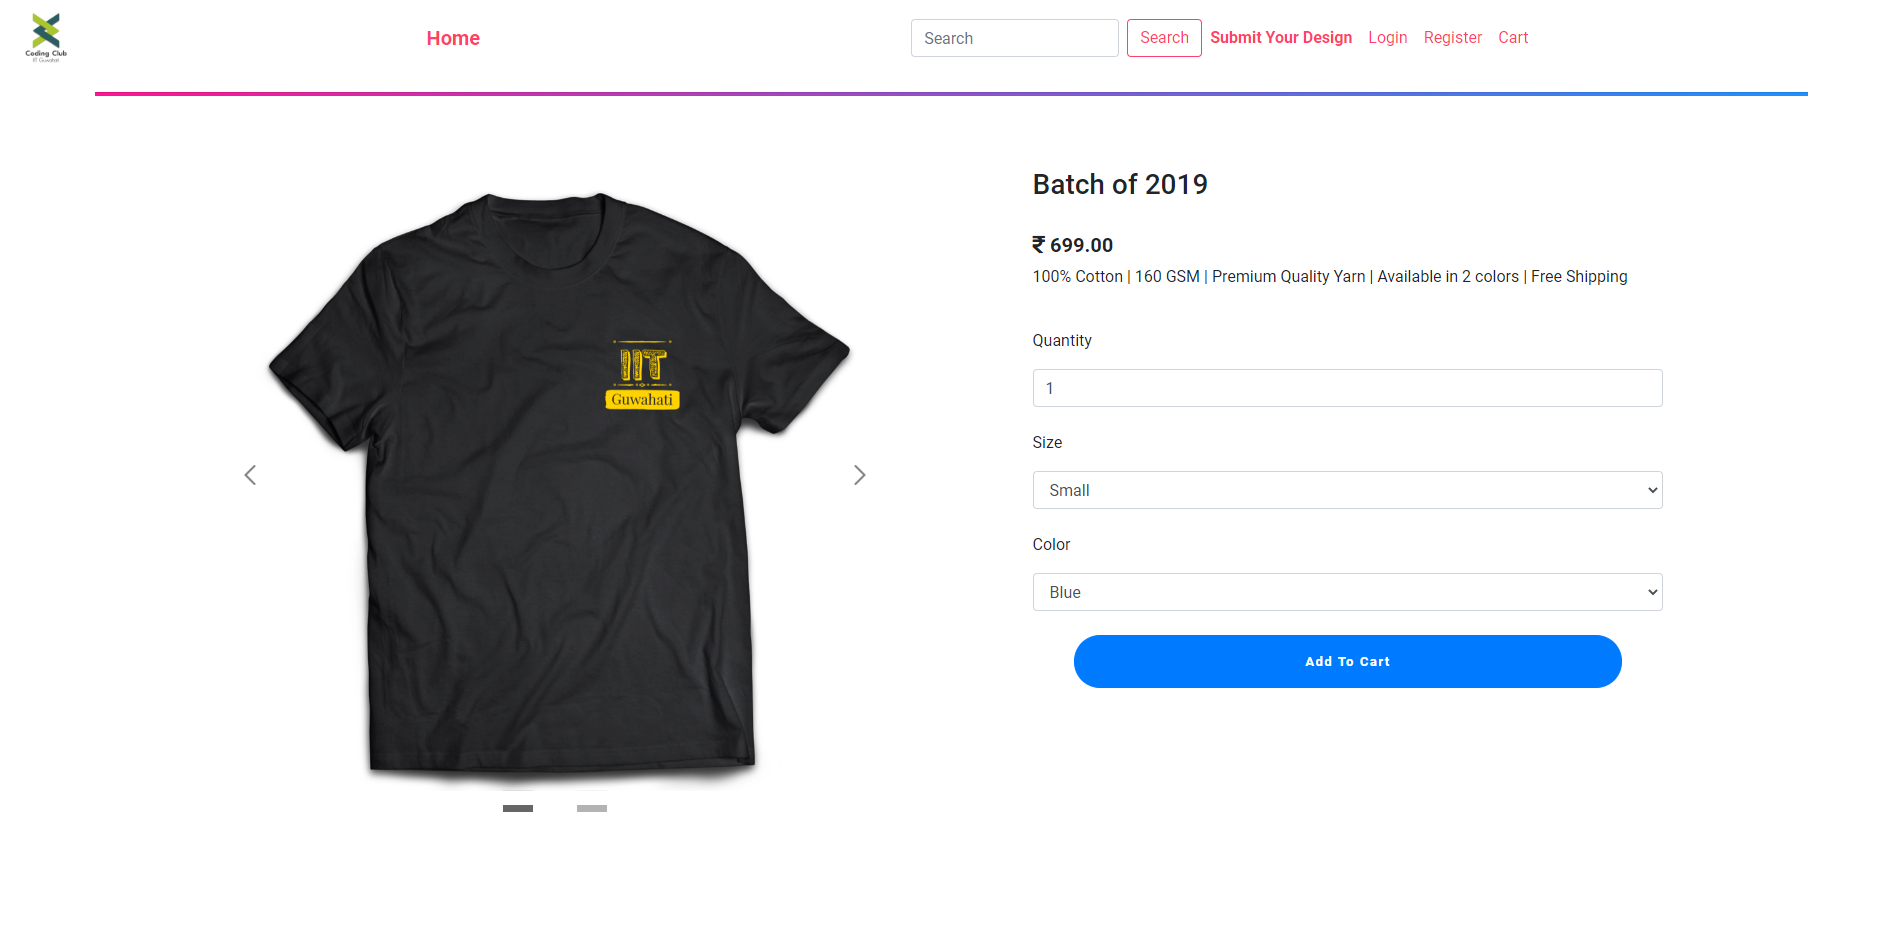 Coding Club
IIT Guwahati
Home
Search
Search
Submit Your Design
Login
Register
Cart
IIT
Guwahati
Batch of 2019
₹ 699.00
100% Cotton | 160 GSM | Premium Quality Yarn | Available in 2 colors | Free Shipping
Quantity
1
Size
Small
Color
Blue
Add To Cart